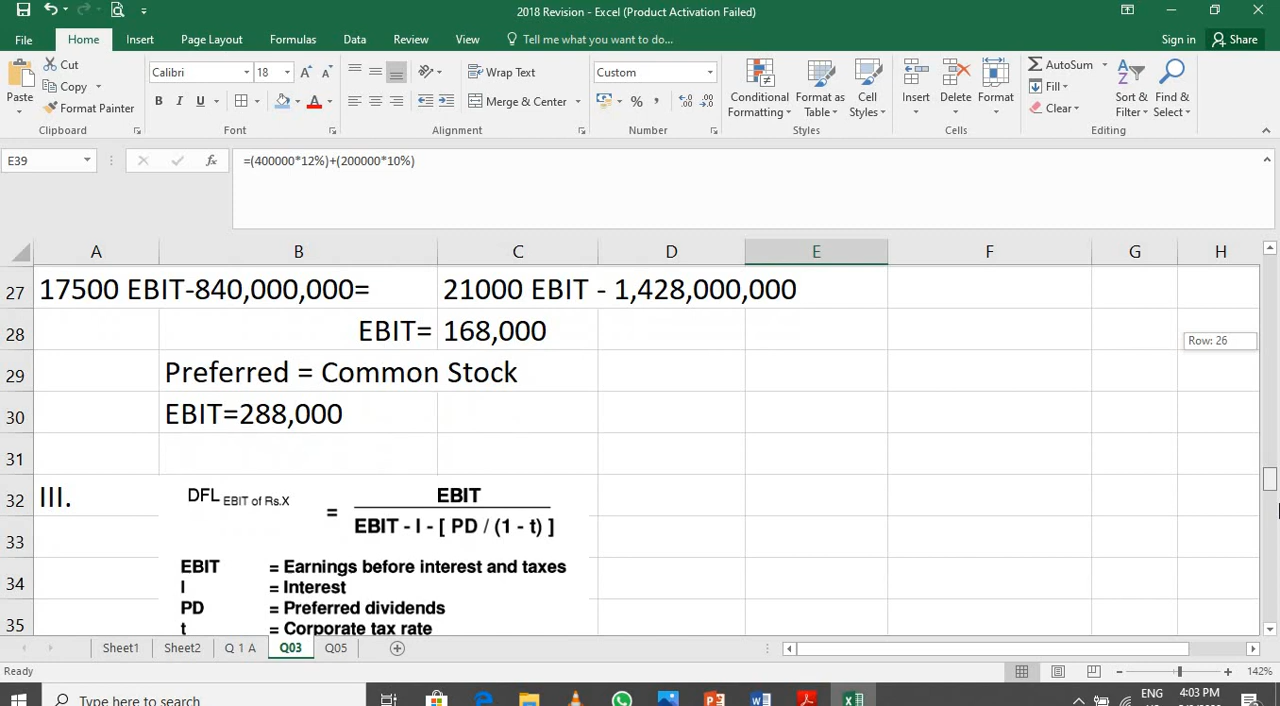 2018 Revision - Excel (Product Activation Failed)
File Home Insert Page Layout Formulas Data Review View Tell me what you want to do... Sign in Share
Cut
Copy
Format Painter
Paste
Calibri 18
B I U A
Wrap Text
Merge & Center
Custom
% ,
Conditional Formatting
Format as Table
Cell Styles
Insert
Delete
Format
AutoSum
Fill
Clear
Sort & Filter
Find & Select
Clipboard Font Alignment Number Styles Cells Editing
E39 fx =(400000*12%)+(200000*10%)
A B C D E F G H
27 17500 EBIT-840,000,000= 21000 EBIT - 1,428,000,000
28 EBIT= 168,000
Row: 26
29 Preferred = Common Stock
30 EBIT=288,000
31
32 III. DFL EBIT of Rs.X = EBIT
33 EBIT - I - [ PD / (1 - t) ]
34 EBIT = Earnings before interest and taxes
I = Interest
35 PD = Preferred dividends
t = Corporate tax rate
Sheet1 Sheet2 Q 1 A Q03 Q05
Ready 142%
Type here to search
ENG 4:03 PM